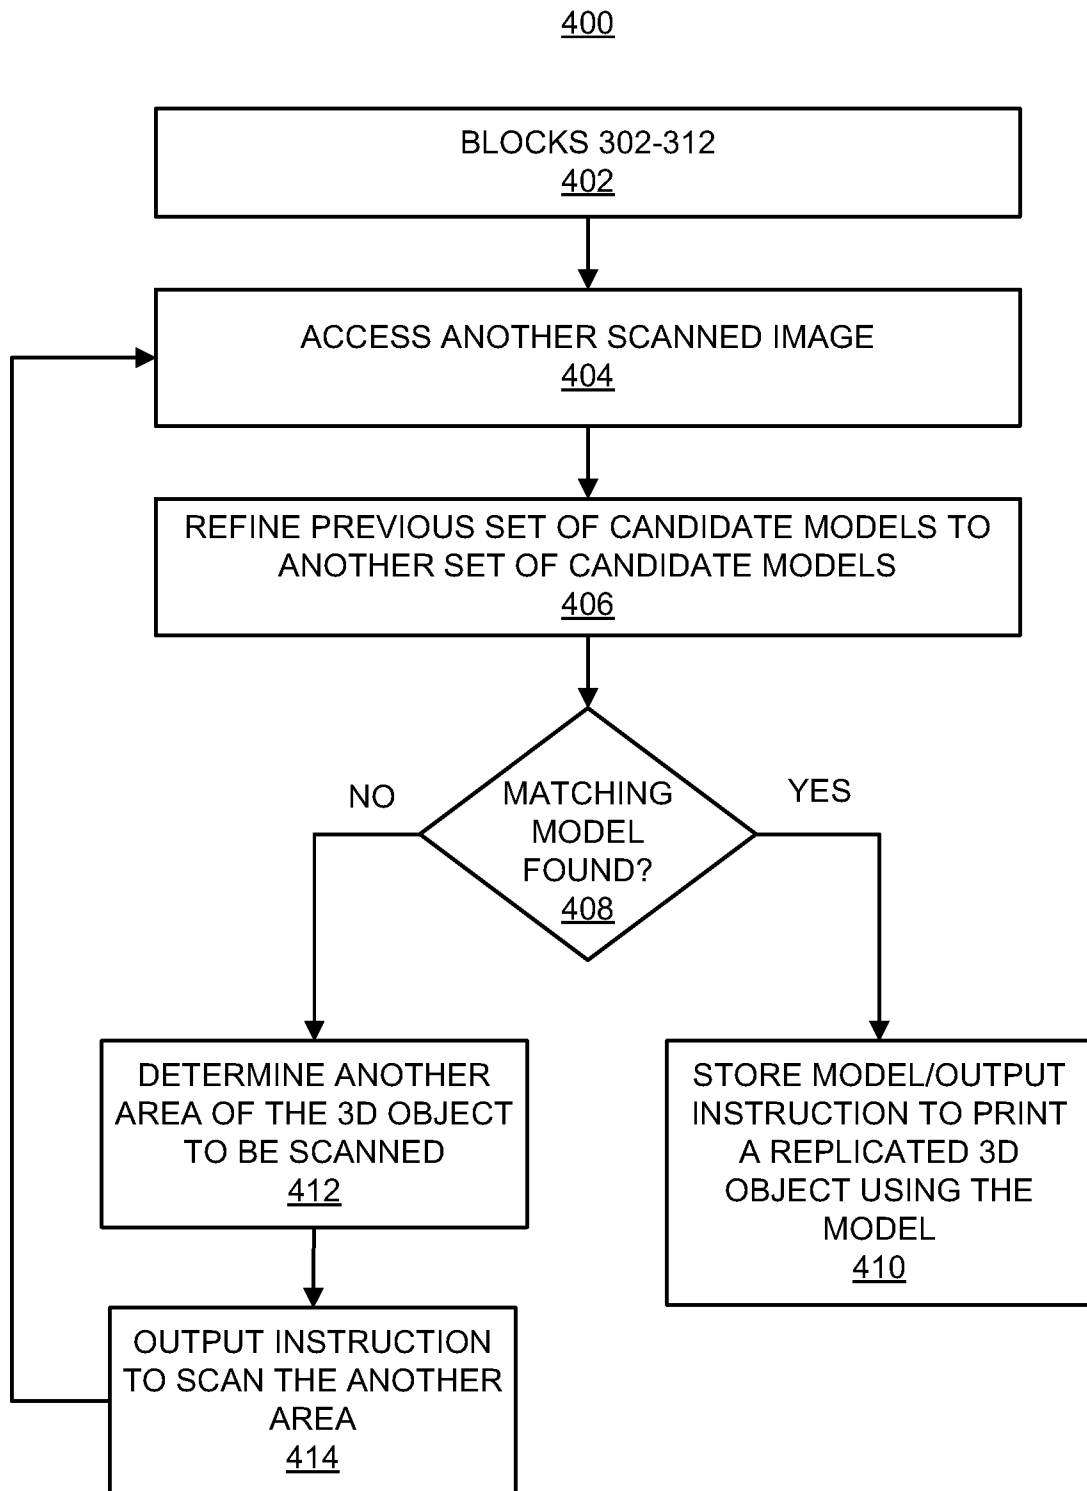 400
BLOCKS 302-312
402
ACCESS ANOTHER SCANNED IMAGE
404
REFINE PREVIOUS SET OF CANDIDATE MODELS TO
ANOTHER SET OF CANDIDATE MODELS
406
NO
MATCHING
MODEL
FOUND?
408
YES
DETERMINE ANOTHER
AREA OF THE 3D OBJECT
TO BE SCANNED
412
STORE MODEL/OUTPUT
INSTRUCTION TO PRINT
A REPLICATED 3D
OBJECT USING THE
MODEL
410
OUTPUT INSTRUCTION
TO SCAN THE ANOTHER
AREA
414